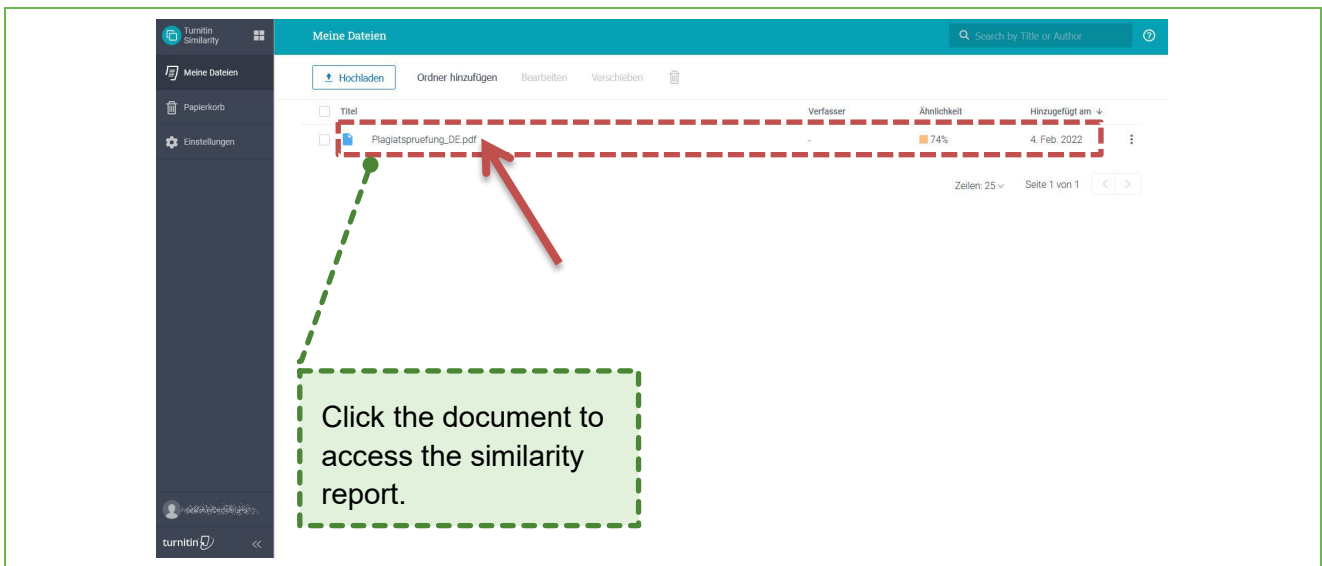 Turnitin
Similarity
Meine Dateien
Search by Title or Author
Meine Dateien
Papierkorb
Einstellungen
Hochladen Ordner hinzufügen Bearbeiten Verschieben
Titel Verfasser Ähnlichkeit Hinzugefügt am
Plagiatspruefung_DE.pdf - 74% 4. Feb. 2022
Zeilen: 25 Seite 1 von 1 < >
Click the document to
access the similarity
report.
turnitin